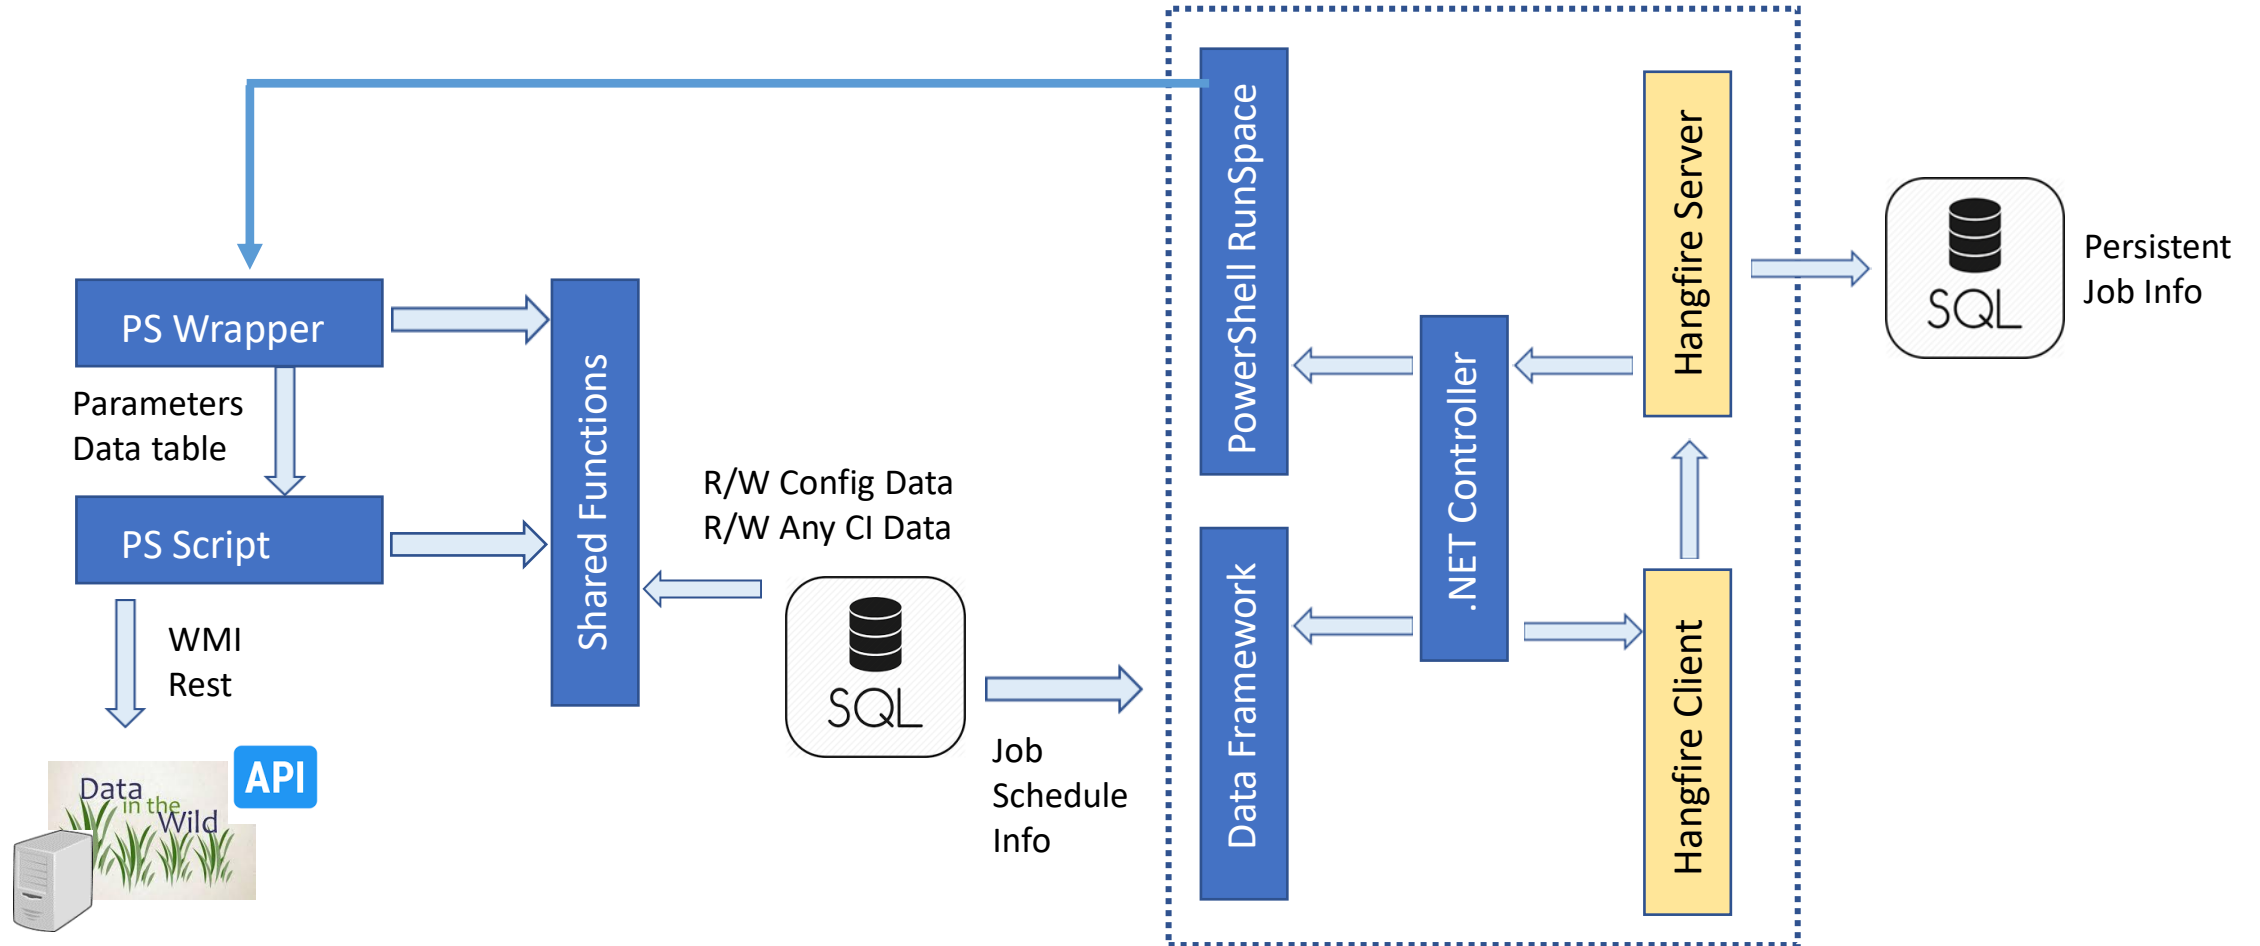 PS Wrapper
Parameters
Data table
PS Script
WMI
Rest
Data
in the
Wild
API
Shared Functions
R/W Config Data
R/W Any CI Data
SQL
Job
Schedule
Info
PowerShell RunSpace
Data Framework
.NET Controller
Hangfire Server
Hangfire Client
SQL
Persistent
Job Info